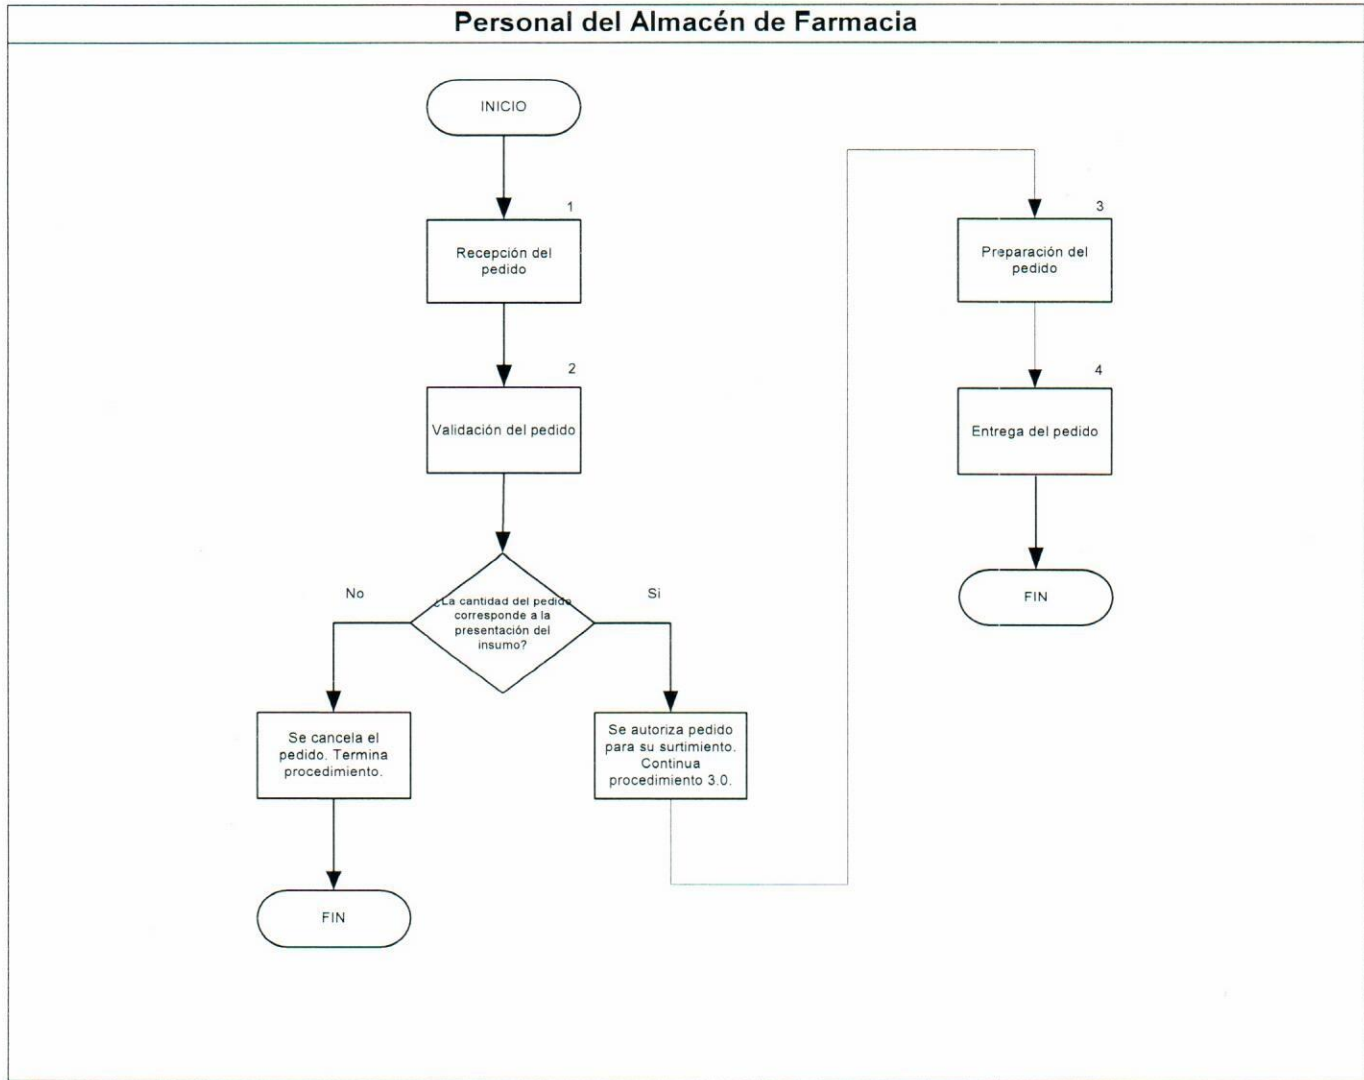 Personal del Almacén de Farmacia
INICIO
1
Recepción del
pedido
2
Validación del pedido
¿La cantidad del pedido
corresponde a la
presentación del
insumo?
No
Si
Se cancela el
pedido. Termina
procedimiento.
FIN
Se autoriza pedido
para su surtimiento.
Continua
procedimiento 3.0.
3
Preparación del
pedido
4
Entrega del pedido
FIN